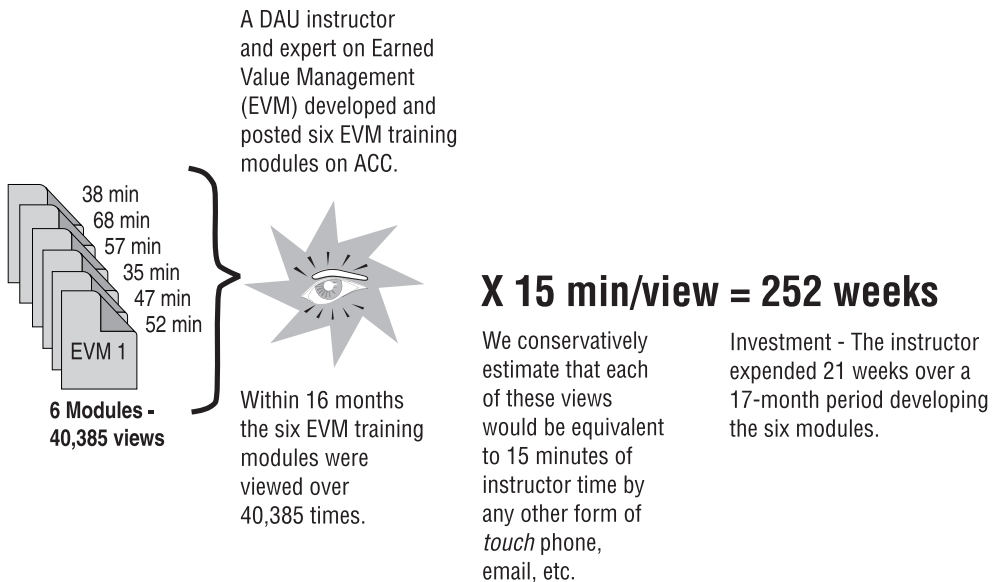 A DAU instructor
and expert on Earned
Value Management
(EVM) developed and
posted six EVM training
modules on ACC.
38 min
68 min
57 min
35 min
47 min
52 min
EVM 1
6 Modules -
40,385 views
Within 16 months
the six EVM training
modules were
viewed over
40,385 times.
X 15 min/view = 252 weeks
We conservatively
estimate that each
of these views
would be equivalent
to 15 minutes of
instructor time by
any other form of
touch phone,
email, etc.
Investment - The instructor
expended 21 weeks over a
17-month period developing
the six modules.